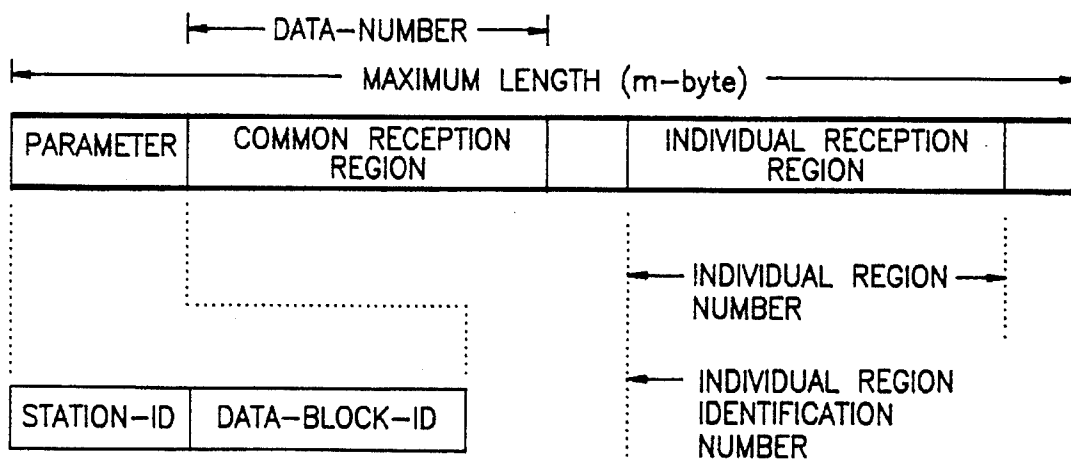 DATA-NUMBER
MAXIMUM LENGTH (m-byte)
PARAMETER
COMMON RECEPTION
REGION
INDIVIDUAL RECEPTION
REGION
INDIVIDUAL REGION
NUMBER
STATION-ID
DATA-BLOCK-ID
INDIVIDUAL REGION
IDENTIFICATION
NUMBER